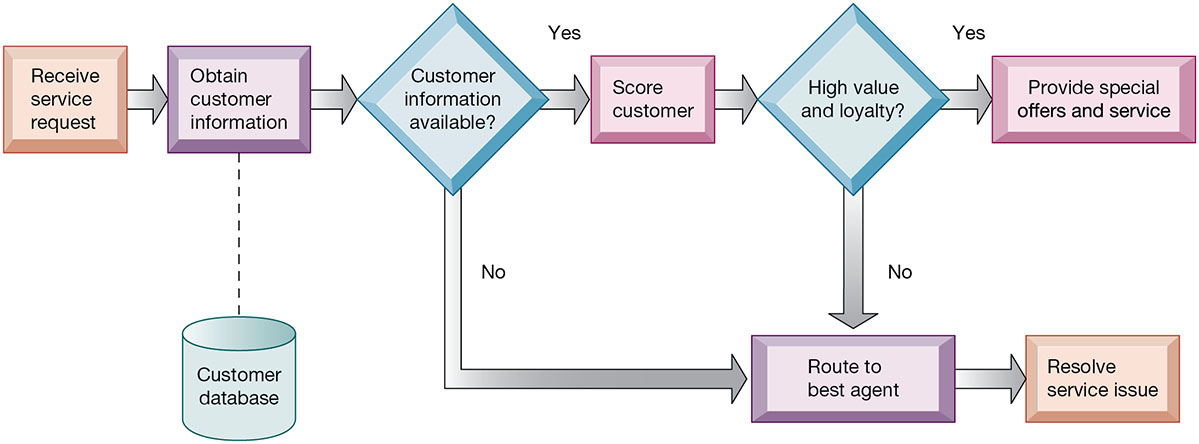 Receive
service
request
Obtain
customer
information
Customer
information
available?
Yes
Score
customer
High value
and loyalty?
Yes
Provide special
offers and service
No
No
Customer
database
Route to
best agent
Resolve
service issue